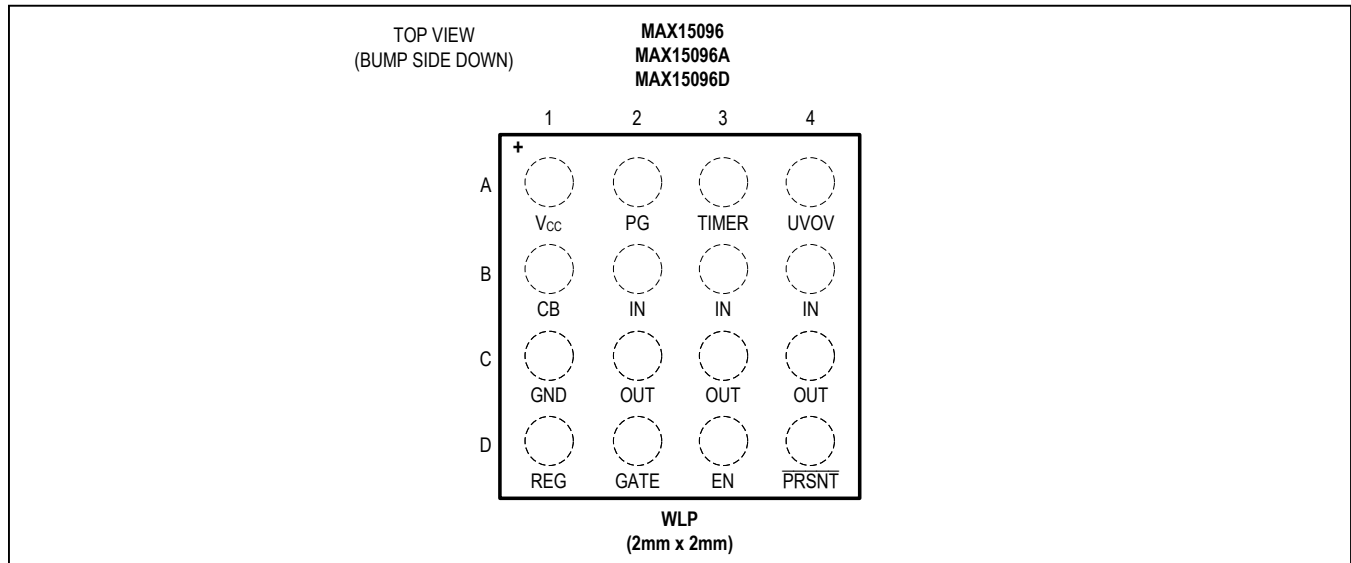 TOP VIEW
(BUMP SIDE DOWN)
MAX15096
MAX15096A
MAX15096D
1 2 3 4
+
A
VCC PG TIMER UVOV
B
CB IN IN IN
C
GND OUT OUT OUT
D
REG GATE EN PRSNT
WLP
(2mm x 2mm)